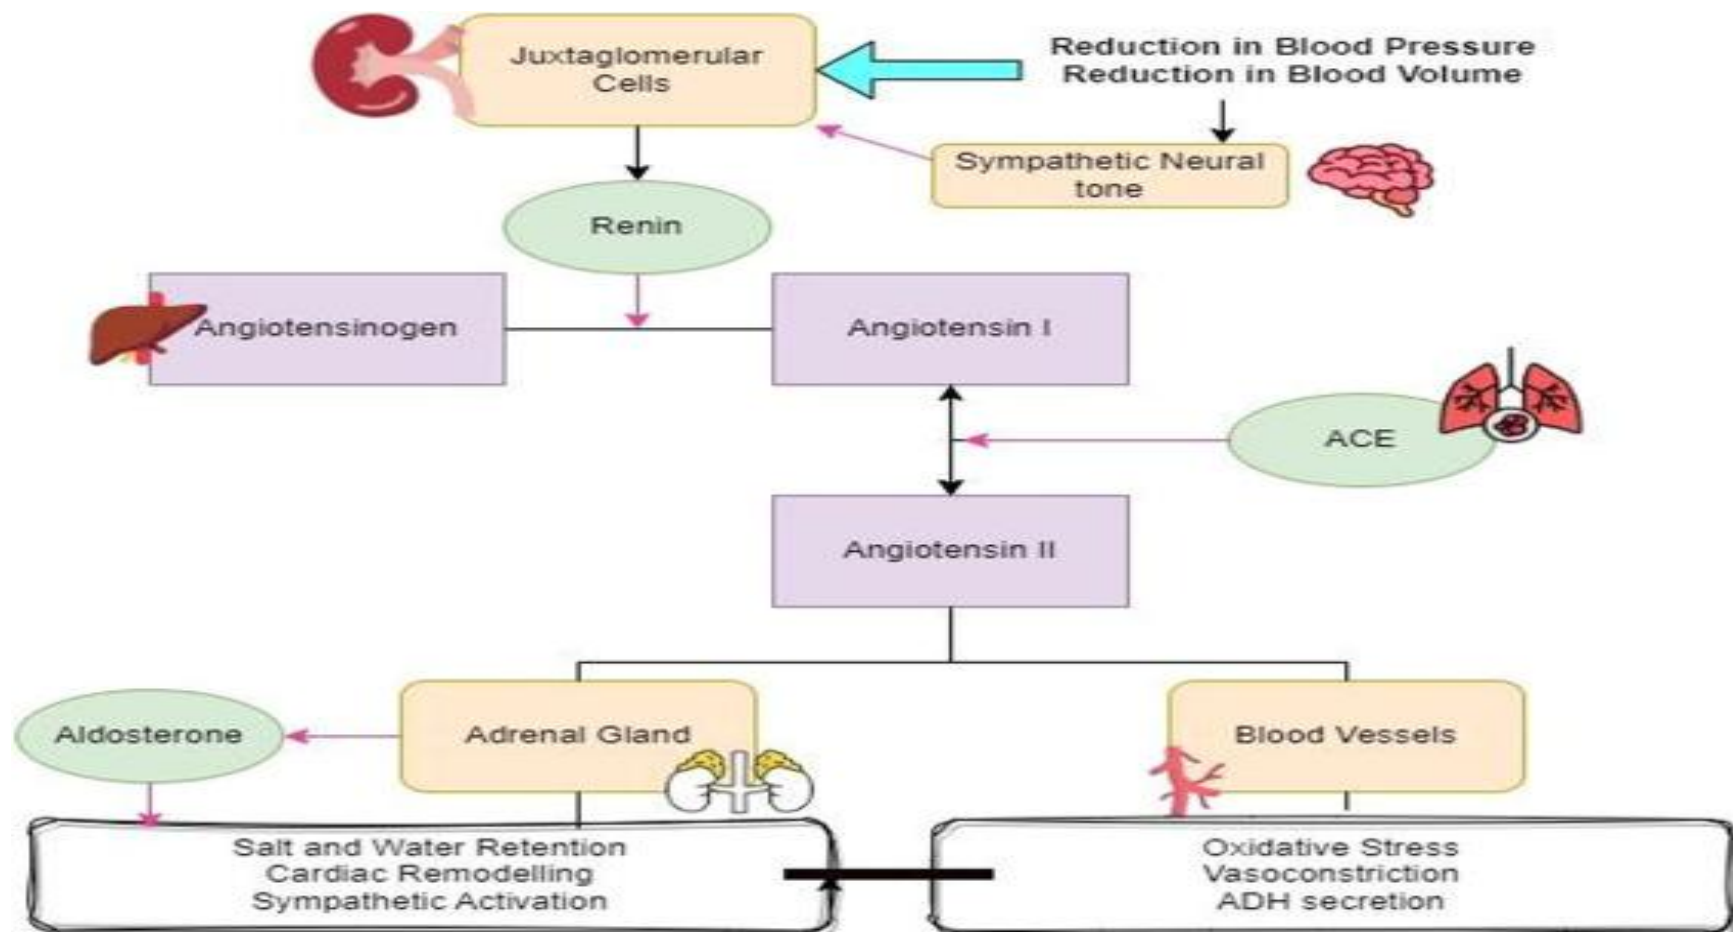 Juxtaglomerular
Cells
Reduction in Blood Pressure
Reduction in Blood Volume
Sympathetic Neural
tone
Renin
Angiotensinogen
Angiotensin I
ACE
Angiotensin II
Aldosterone
Adrenal Gland
Blood Vessels
Salt and Water Retention
Cardiac Remodelling
Sympathetic Activation
Oxidative Stress
Vasoconstriction
ADH secretion